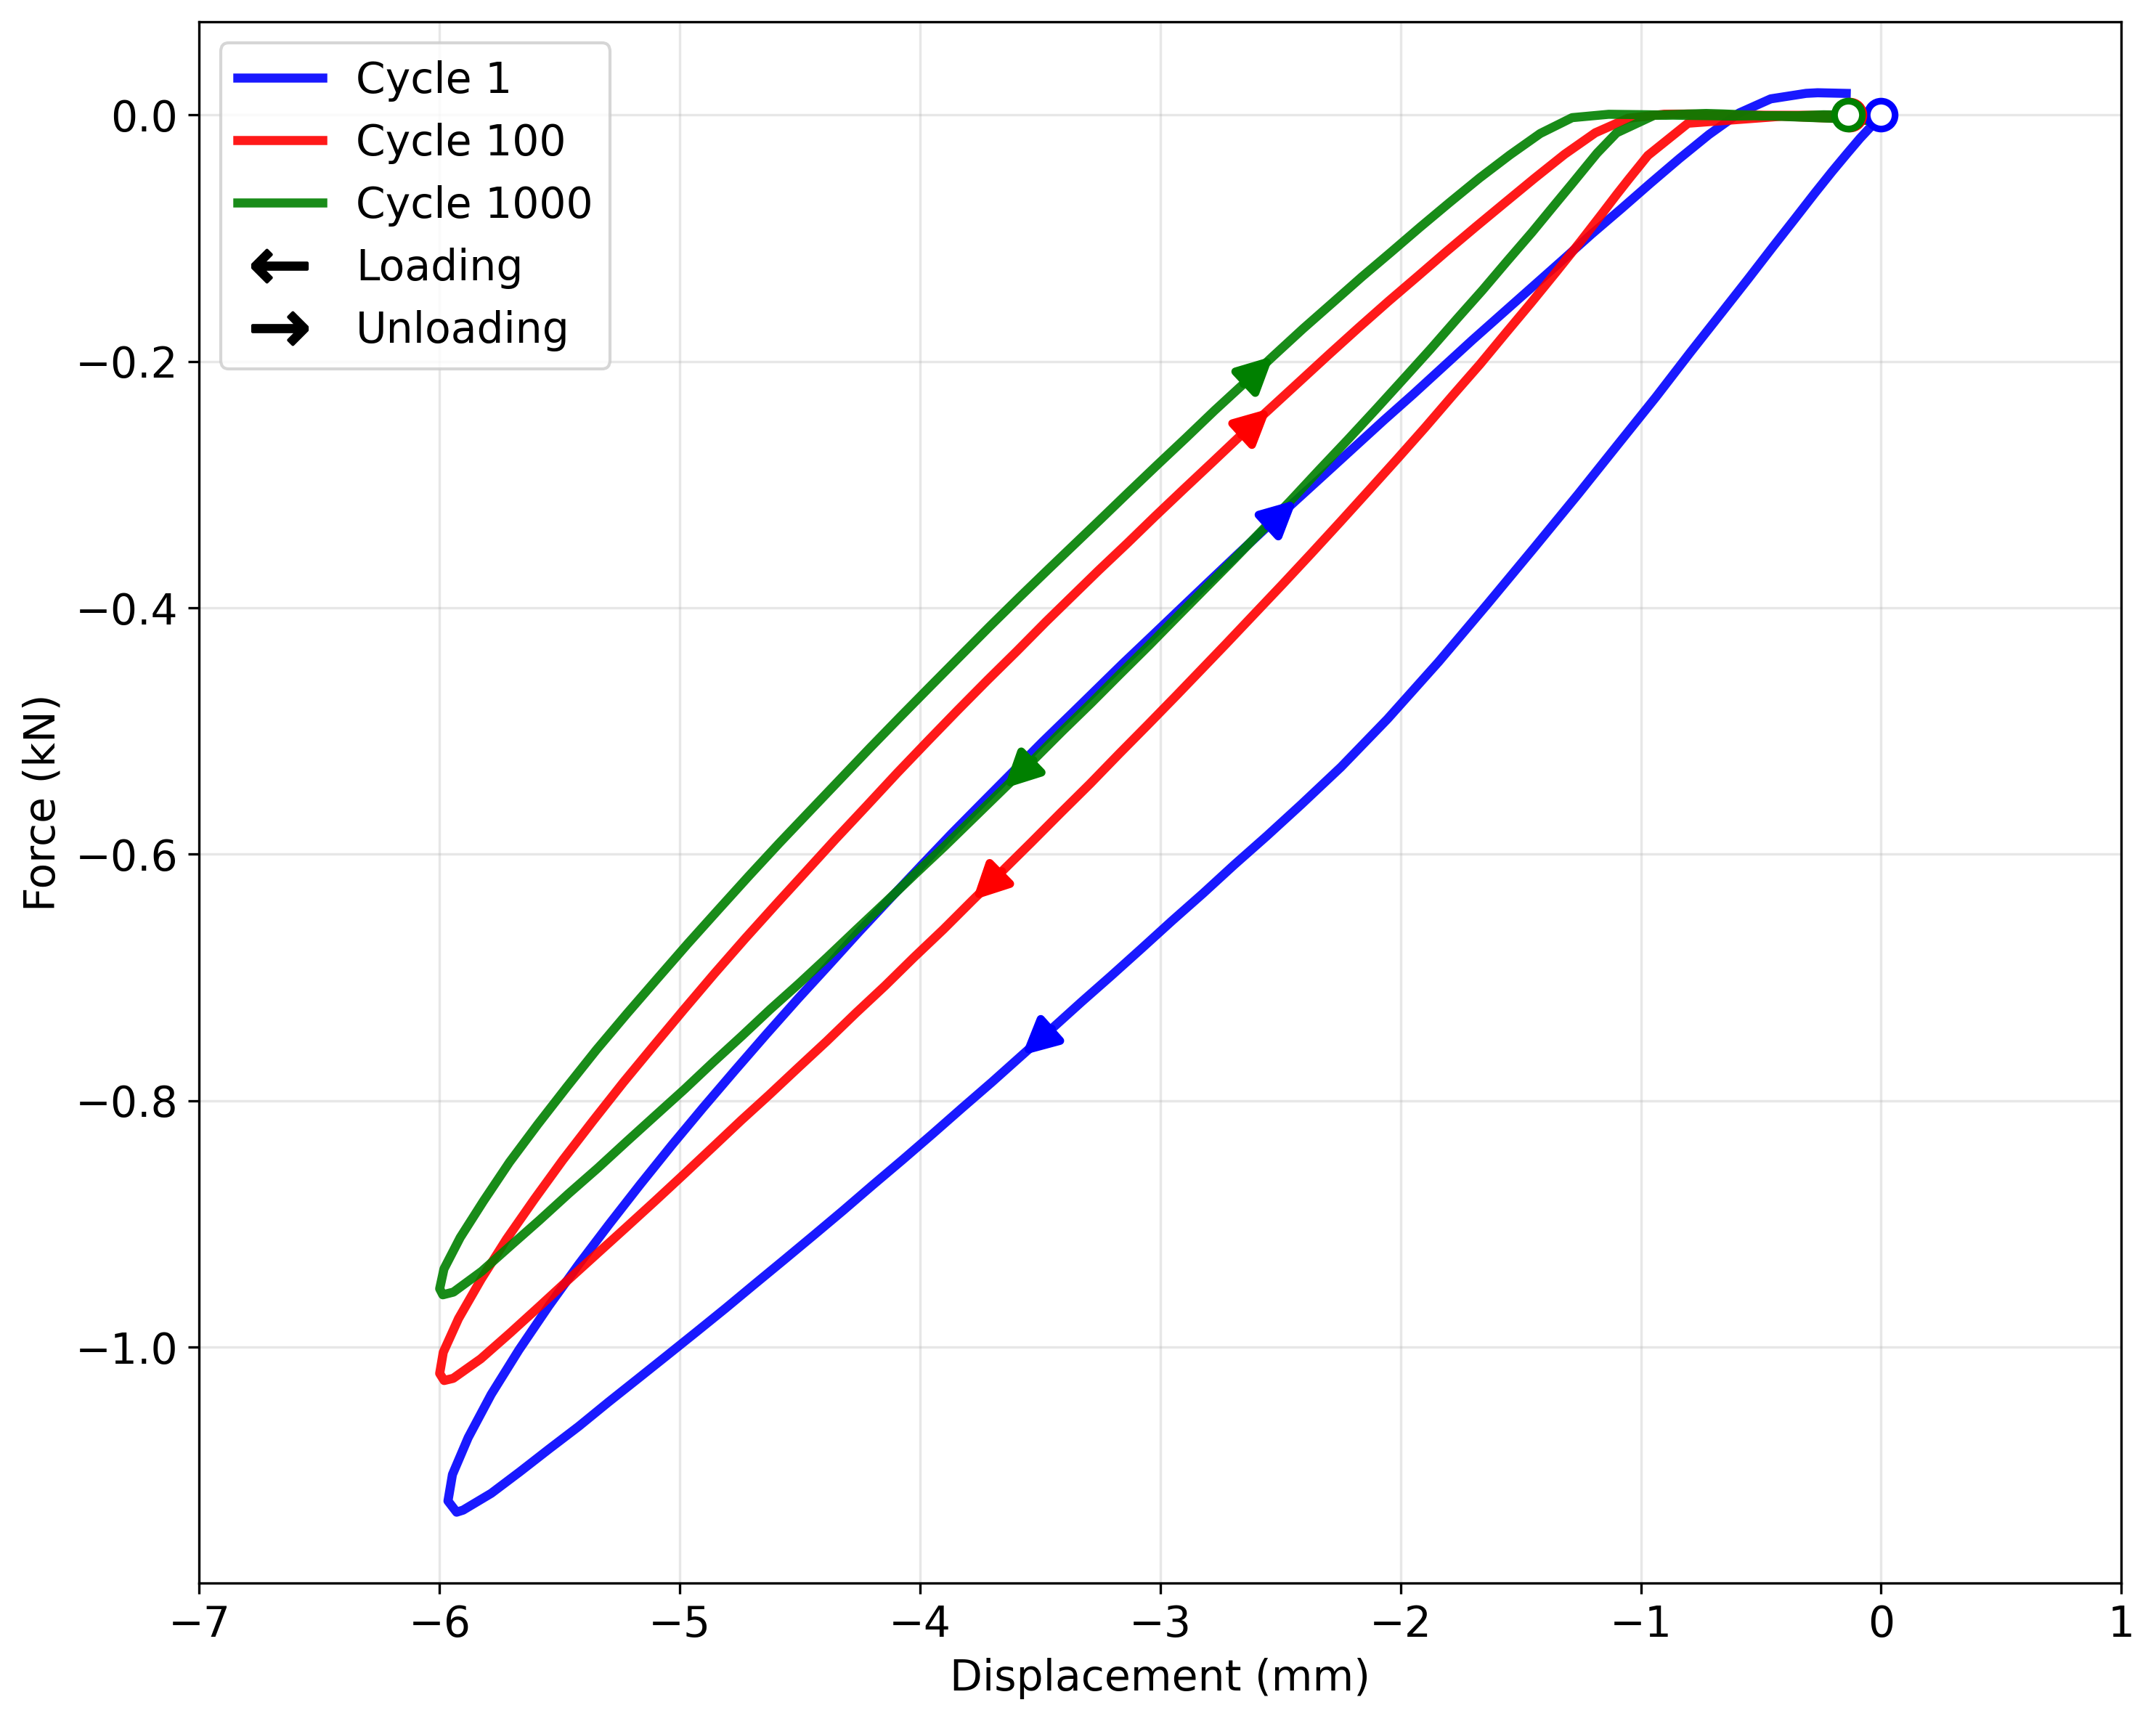 Cycle 1
Cycle 100
Cycle 1000
Loading
Unloading
0.0
−0.2
−0.4
−0.6
−0.8
−1.0
Force (kN)
−7 −6 −5 −4 −3 −2 −1 0 1
Displacement (mm)